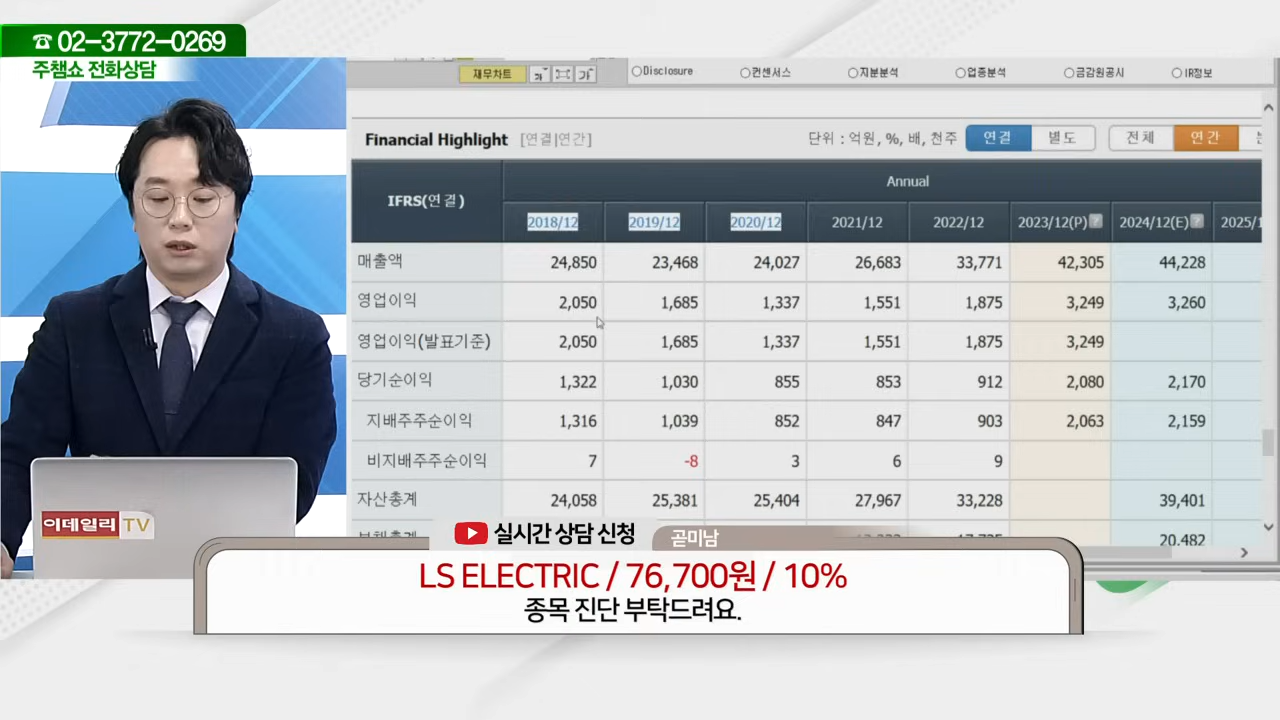 ☎ 02-3772-0269
주챔쇼 전화상담
재무차트 가 가 Disclosure 컨센서스 지분분석 업종분석 금감원공시 IR정보
Financial Highlight [연결|연간] 단위 : 억원, %, 배, 천주 연결 별도 전체 연간
IFRS(연결) Annual
2018/12 2019/12 2020/12 2021/12 2022/12 2023/12(P) 2024/12(E) 2025/1
매출액 24,850 23,468 24,027 26,683 33,771 42,305 44,228
영업이익 2,050 1,685 1,337 1,551 1,875 3,249 3,260
영업이익(발표기준) 2,050 1,685 1,337 1,551 1,875 3,249
당기순이익 1,322 1,030 855 853 912 2,080 2,170
지배주주순이익 1,316 1,039 852 847 903 2,063 2,159
비지배주주순이익 7 -8 3 6 9
자산총계 24,058 25,381 25,404 27,967 33,228 39,401
20,482
이데일리 TV
실시간 상담 신청 곧미남
LS ELECTRIC / 76,700원 / 10%
종목 진단 부탁드려요.